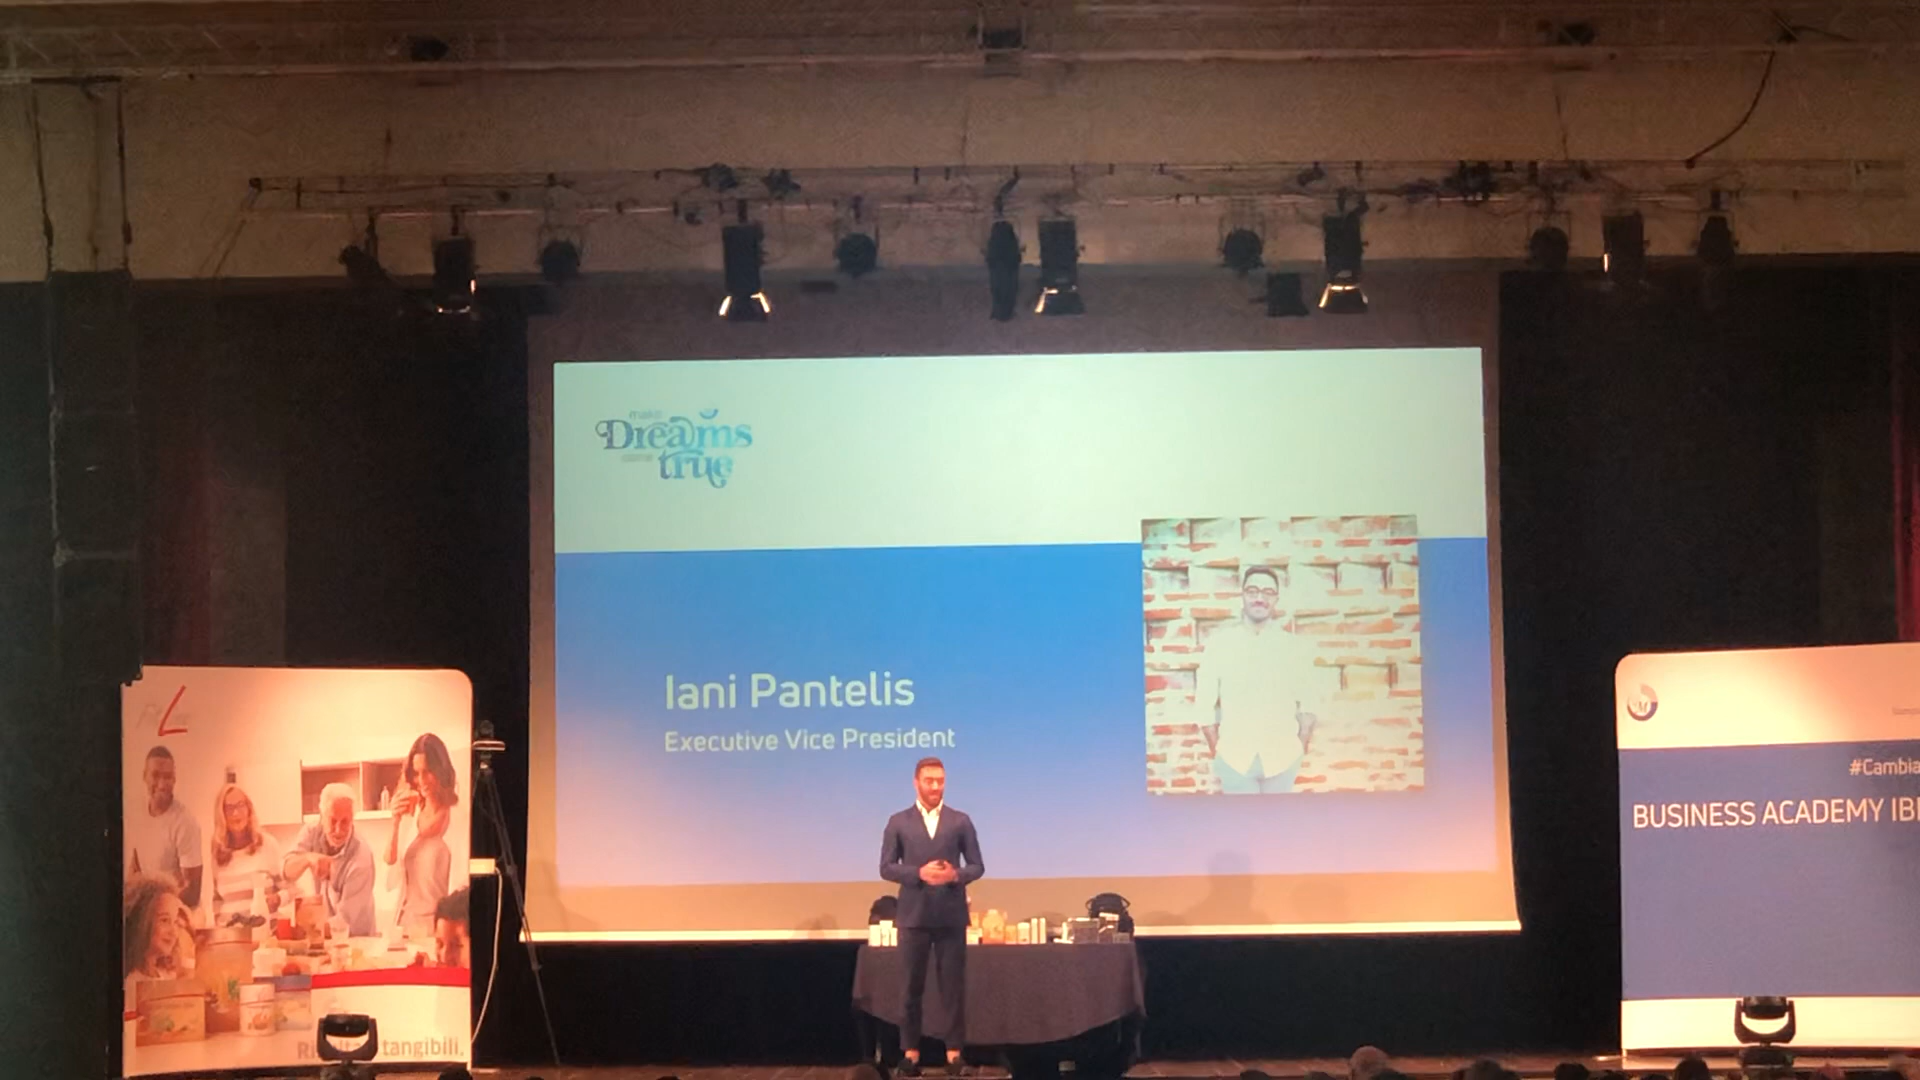 make
Dreams
come
true
Iani Pantelis
Executive Vice President
tangibili,
#Cambia
BUSINESS ACADEMY IB